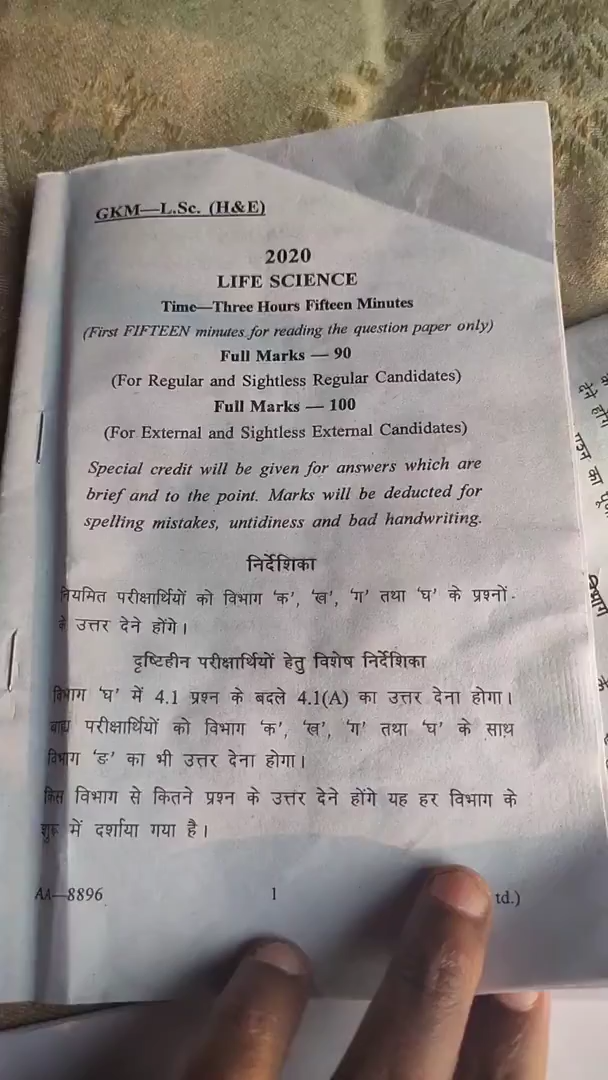 GKM—L.Sc. (H&E)
2020
LIFE SCIENCE
Time—Three Hours Fifteen Minutes
(First FIFTEEN minutes for reading the question paper only)
Full Marks — 90
(For Regular and Sightless Regular Candidates)
Full Marks — 100
(For External and Sightless External Candidates)
Special credit will be given for answers which are
brief and to the point. Marks will be deducted for
spelling mistakes, untidiness and bad handwriting.
निर्देशिका
नियमित परीक्षार्थियों को विभाग ‘क’, ‘ख’, ‘ग’ तथा ‘घ’ के प्रश्नों
के उत्तर देने होंगे।
दृष्टिहीन परीक्षार्थियों हेतु विशेष निर्देशिका
विभाग ‘घ’ में 4.1 प्रश्न के बदले 4.1(A) का उत्तर देना होगा।
बाह्य परीक्षार्थियों को विभाग ‘क’, ‘ख’, ‘ग’ तथा ‘घ’ के साथ
विभाग ‘ङ’ का भी उत्तर देना होगा।
किस विभाग से कितने प्रश्न के उत्तर देने होंगे यह हर विभाग के
शुरू में दर्शाया गया है।
AA—8896 1 td.)
देने होंगे
विभाग